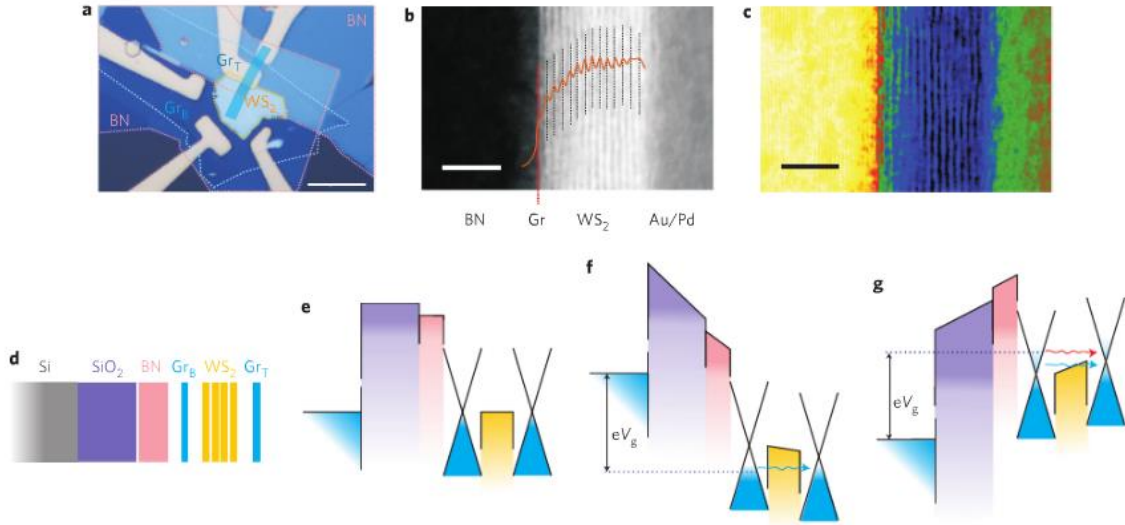 a
BN
Gr_T
WS_2
Gr_B
BN
b
BN
Gr
WS_2
Au/Pd
c
d
Si
SiO_2
BN
Gr_B
WS_2
Gr_T
e
f
eV_g
g
eV_g